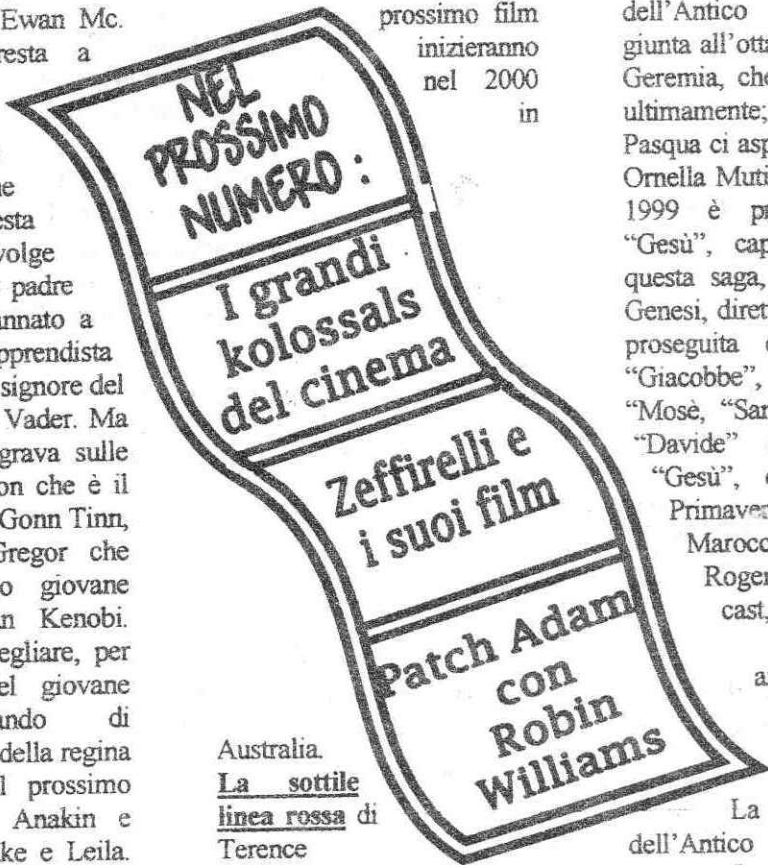 Ewan Mc.
resta a
ne
esta
volge
padre
nnato a
pprendista
signore del
Vader. Ma
grava sulle
on che è il
Gonn Tinn,
Gregor che
o giovane
n Kenobi.
egliare, per
el giovane
ando di
della regina
l prossimo
Anakin e
ke e Leila.
prossimo film
inizieranno
nel 2000
in
Australia.
La sottile
linea rossa di
Terence
NEL
PROSSIMO
NUMERO :
I grandi
kolossals
del cinema
Zeffirelli e
i suoi film
Patch Adam
con
Robin
Williams
dell'Antico
giunta all'otta
Geremia, che
ultimamente;
Pasqua ci asp
Ornella Muti
1999 è pr
"Gesù", cap
questa saga,
Genesi, diret
proseguita
"Giacobbe",
"Mosè, "San
"Davide"
"Gesù",
Primaver
Marocc
Roger
cast,
a
La
dell'Antico